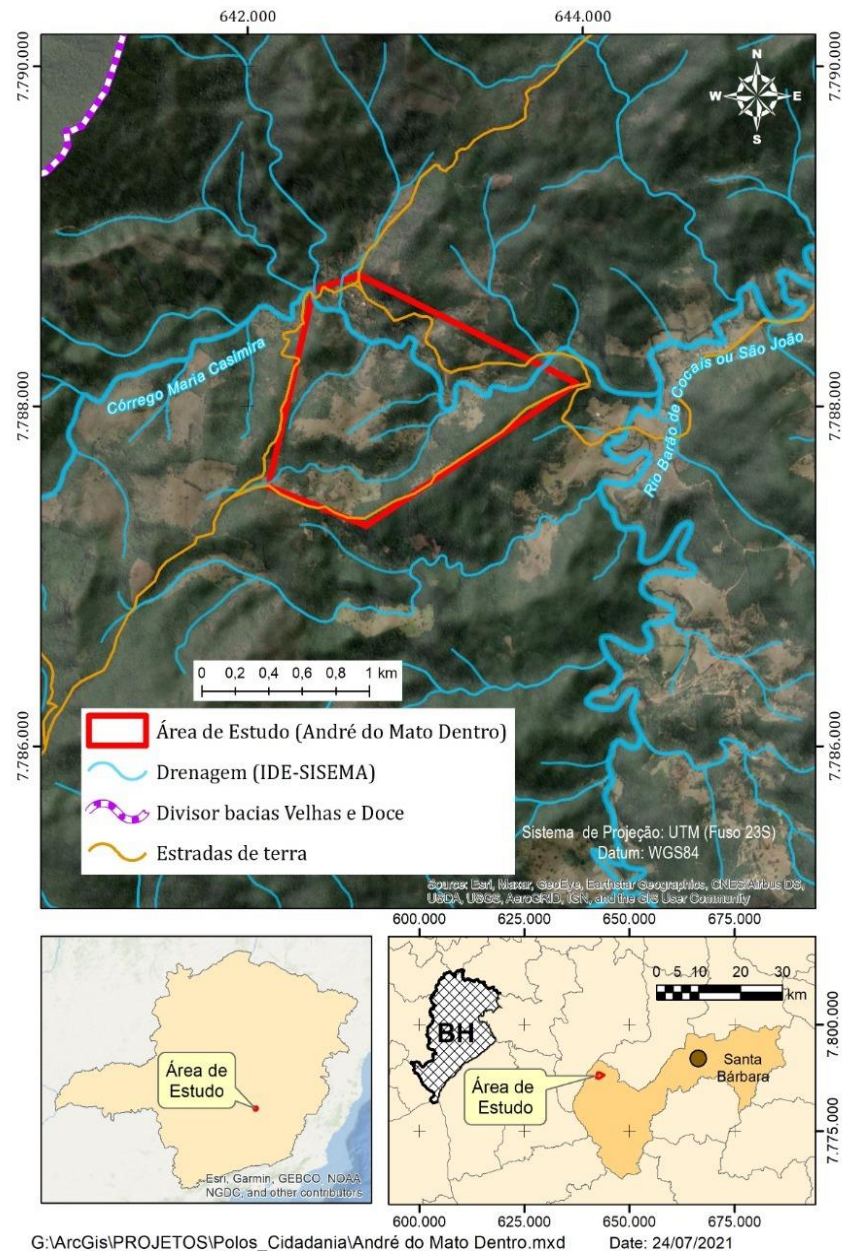 642.000 644.000
7.790.000 7.790.000
N
W E
S
Córrego Maria Casimira
Rio Barão de Cocais ou São João
7.788.000 7.788.000
0 0,2 0,4 1 km
Área de Estudo (André do Mato Dentro)
Drenagem (IDE-SISEMA)
Divisor bacias Velhas e Doce
Estradas de terra
7.786.000 7.786.000
Sistema de Projeção: UTM (Fuso 23S)
Datum: WGS84
Source: Esri, Maxar, GeoEye, Earthstar Geographics, CNES/Airbus DS,
USDA, USGS, AeroGRID, IGN, and the GIS User Community
Área de
Estudo
Esri, Garmin, GEBCO, NOAA
NGDC, and other contributors
600.000 625.000 650.000 675.000
0 5 10 20 30
km
BH
Santa
Bárbara
Área de
Estudo
7.800.000
7.775.000
600.000 625.000 650.000 675.000
G:\ArcGis\PROJETOS\Polos_Cidadania\André do Mato Dentro.mxd Date: 24/07/2021